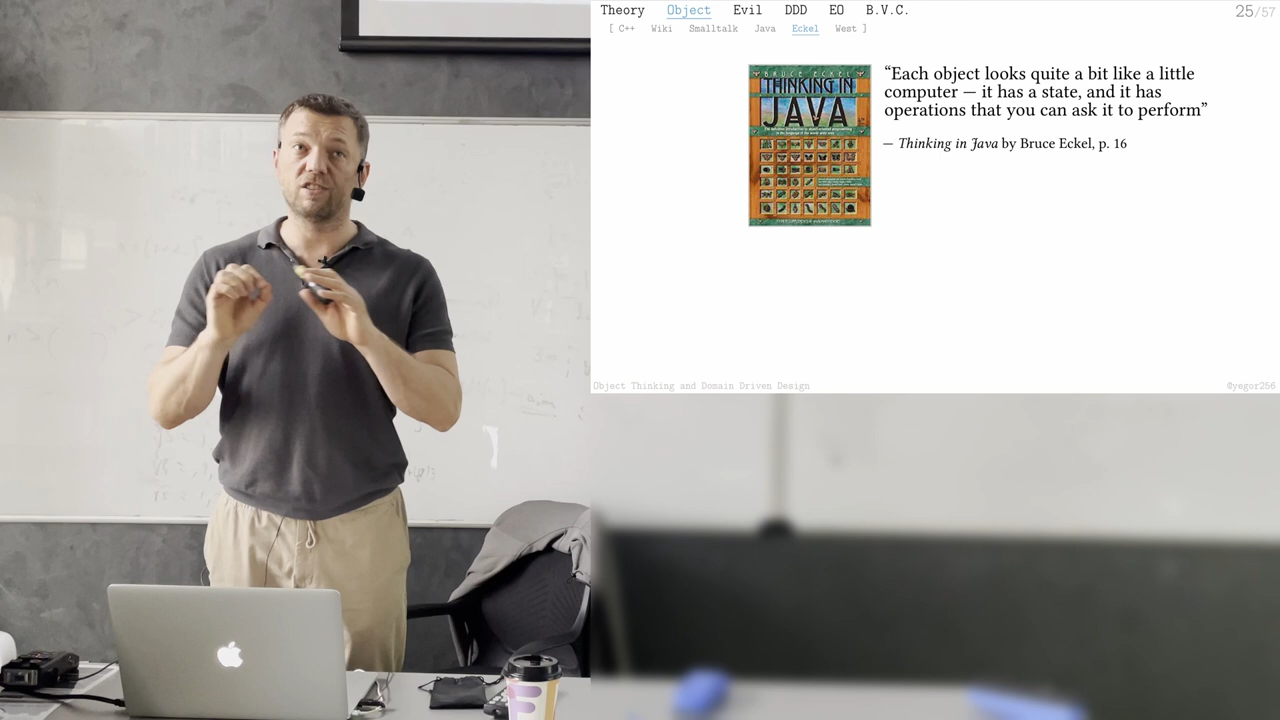 Theory Object Evil DDD EO B.V.C.
25/57
[ C++ Wiki Smalltalk Java Eckel West ]
BRUCE ECKEL
THINKING IN
JAVA
“Each object looks quite a bit like a little
computer — it has a state, and it has
operations that you can ask it to perform”
— Thinking in Java by Bruce Eckel, p. 16
Object Thinking and Domain Driven Design
@yegor256